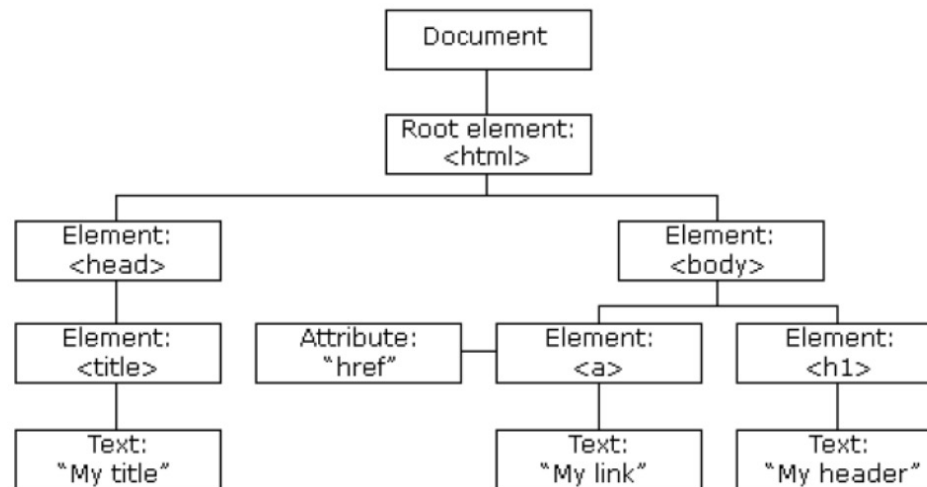 Document
Root element:
<html>
Element:
<head>
Element:
<body>
Element:
<title>
Attribute:
“href”
Element:
<a>
Element:
<h1>
Text:
“My title”
Text:
“My link”
Text:
“My header”